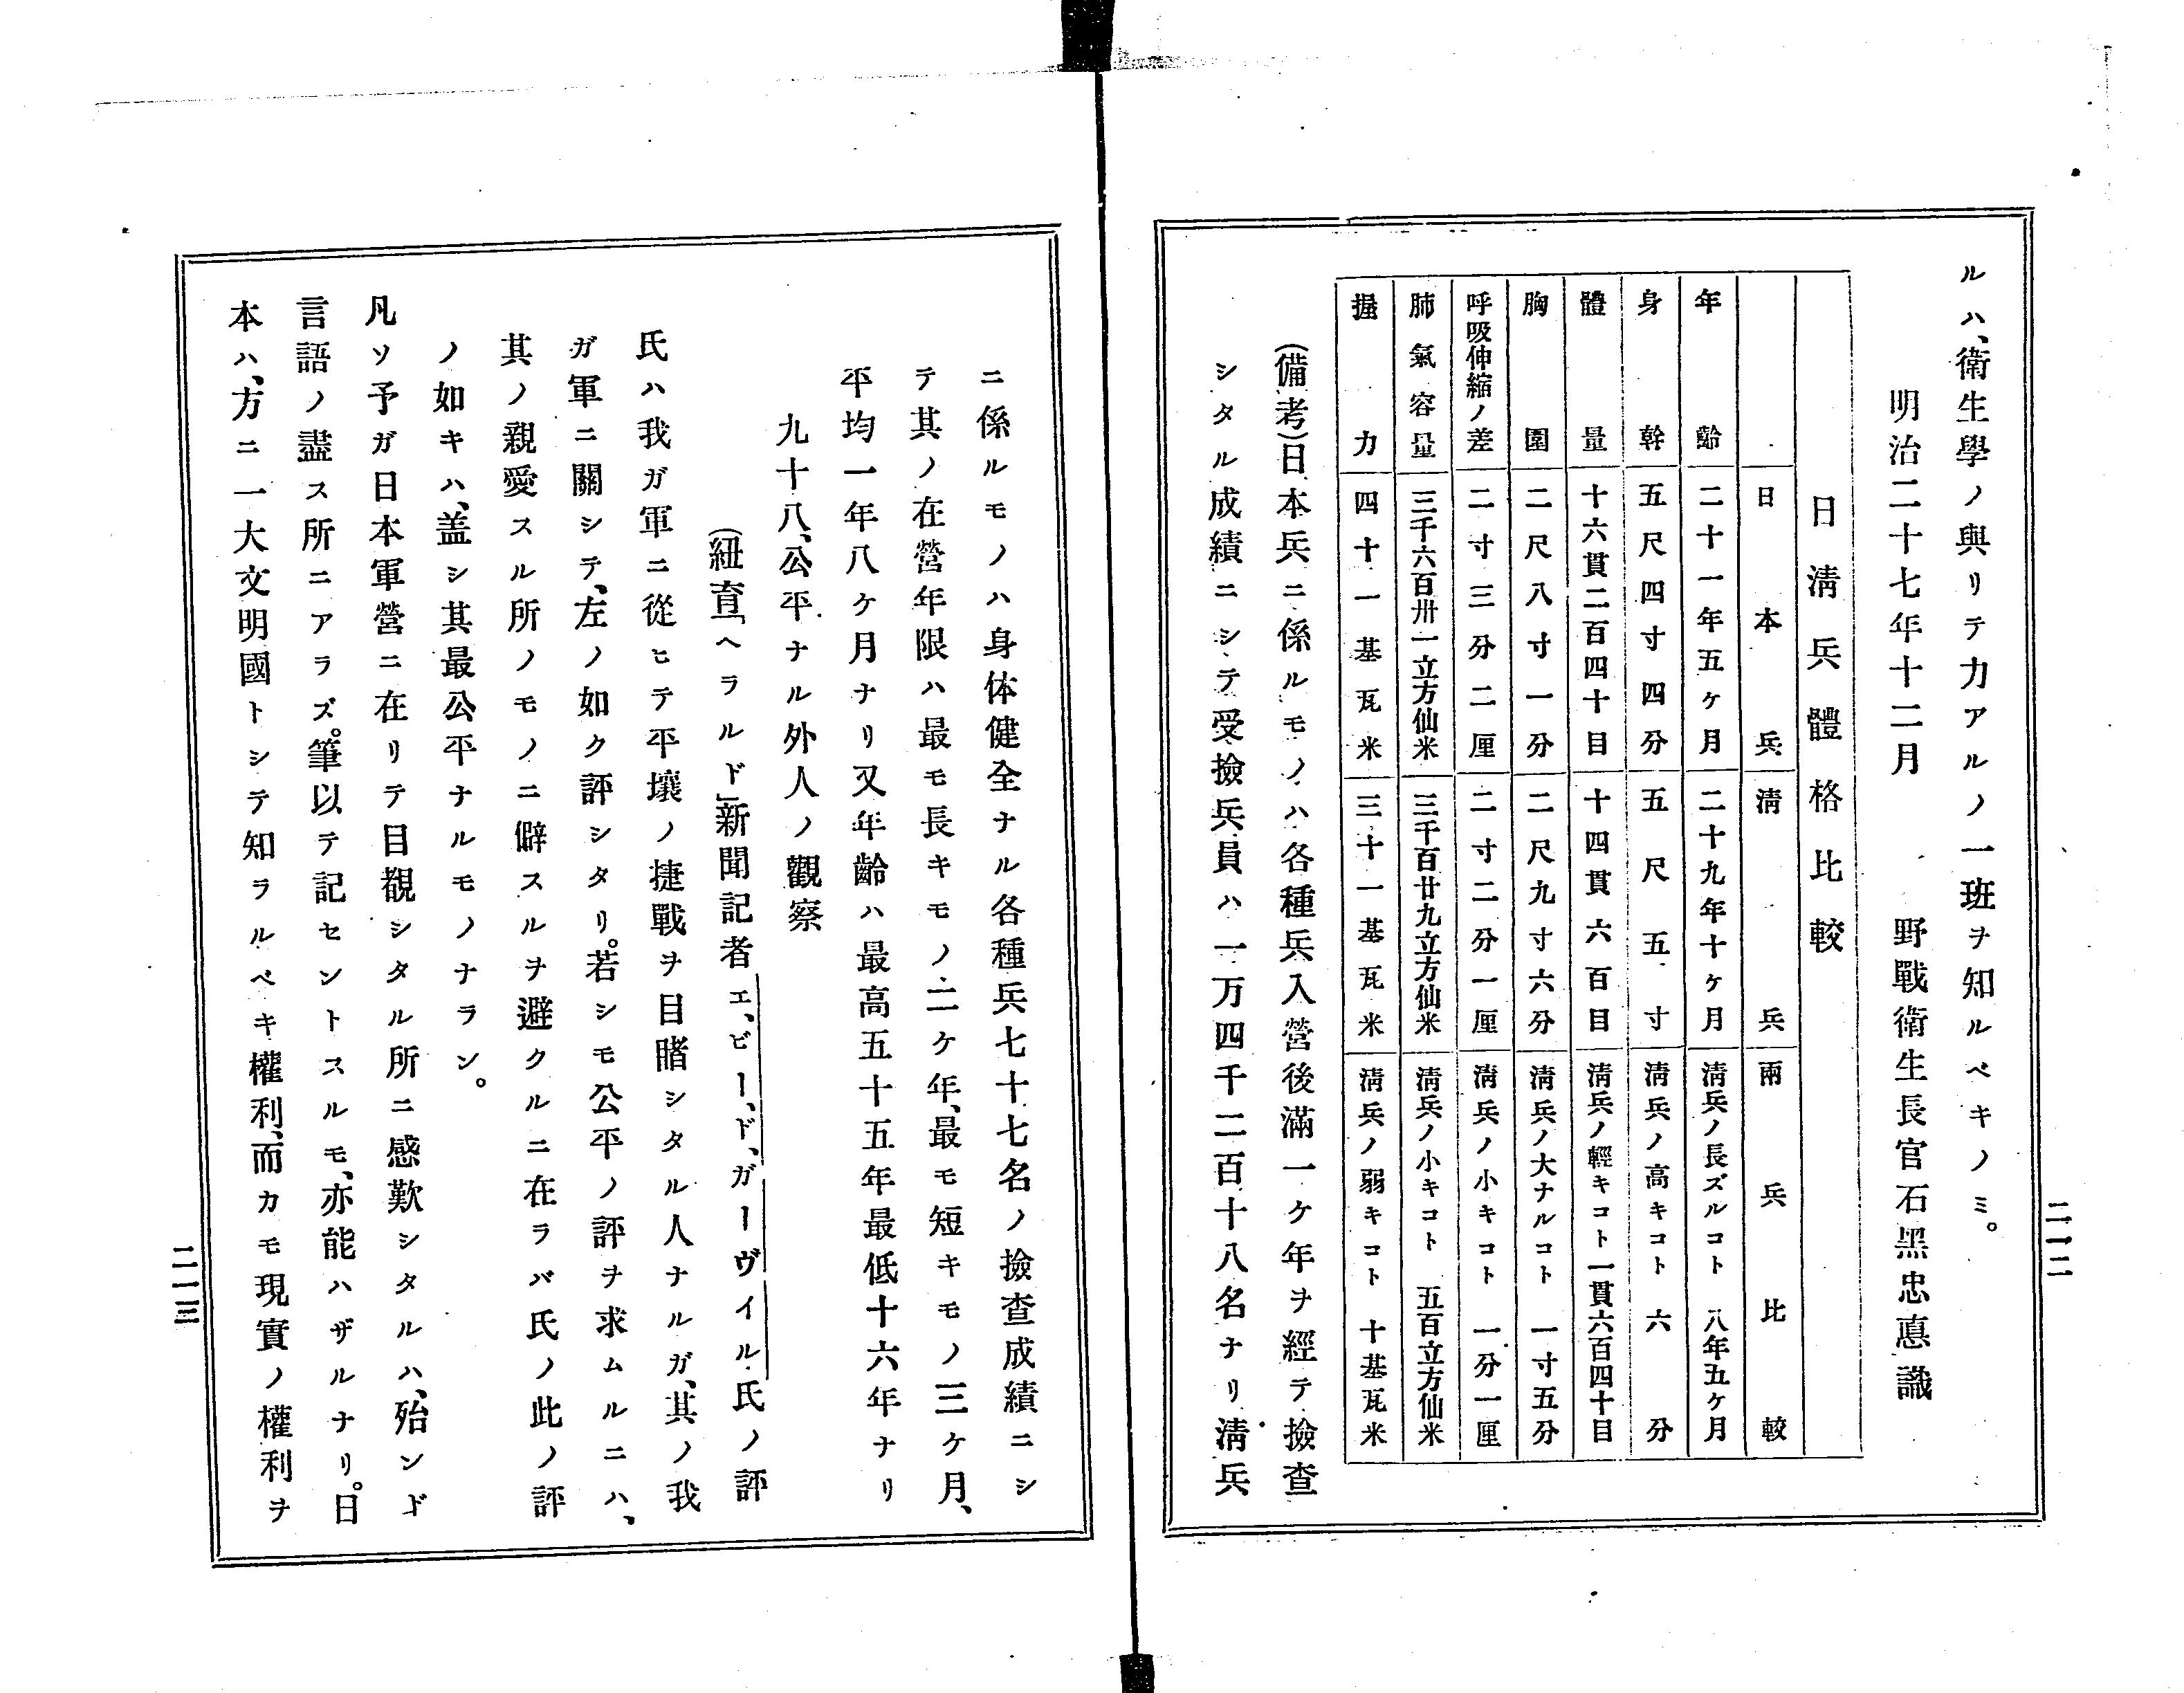 二一二
ルハ、衛生學ノ與リテ力アルノ一班ヲ知ルベキノミ。
明治二十七年十二月　野戰衛生長官石黑忠悳識
日淸兵體格比較
日本兵　淸兵　兩兵比較
年齡　二十一年五ヶ月　二十九年十ヶ月　淸兵ノ長ズルコト　八年五ヶ月
身幹　五尺四寸四分　五尺五寸　淸兵ノ高キコト　六分
體量　十六貫二百四十目　十四貫六百目　淸兵ノ輕キコト一貫六百四十目
胸圍　二尺八寸一分　二尺九寸六分　淸兵ノ大ナルコト　一寸五分
呼吸伸縮ノ差　二寸三分二厘　二寸二分一厘　淸兵ノ小キコト　一分一厘
肺氣容量　三千六百卅一立方仙米　三千百廿九立方仙米　淸兵ノ小キコト　五百立方仙米
握力　四十一基瓦米　三十一基瓦米　淸兵ノ弱キコト　十基瓦米
（備考）日本兵ニ係ルモノハ各種兵入營後滿一ヶ年ヲ經テ撿査
シタル成績ニシテ受撿兵員ハ一万四千二百十八名ナリ淸兵
ニ係ルモノハ身体健全ナル各種兵七十七名ノ撿査成績ニシ
テ其ノ在營年限ハ最モ長キモノ二ヶ年、最モ短キモノ三ヶ月、
平均一年八ヶ月ナリ又年齡ハ最高五十五年最低十六年ナリ
九十八、公平ナル外人ノ觀察
（紐育「ヘラルド」新聞記者エ、ビー、ド、ガーヴイル氏ノ評
氏ハ我ガ軍ニ從ヒテ平壤ノ捷戰ヲ目睹シタル人ナルガ、其ノ我
ガ軍ニ關シテ、左ノ如ク評シタリ。若シモ公平ノ評ヲ求ムルニハ、
其ノ親愛スル所ノモノニ僻スルヲ避クルニ在ラバ氏ノ此ノ評
ノ如キハ、盖シ其最公平ナルモノナラン。
凡ソ予ガ日本軍營ニ在リテ目覩シタル所ニ感歎シタルハ、殆ンド
言語ノ盡ス所ニアラズ。筆以テ記セントスルモ、亦能ハザルナリ。日
本ハ、方ニ一大文明國トシテ知ラルベキ權利、而カモ現實ノ權利ヲ
二一三